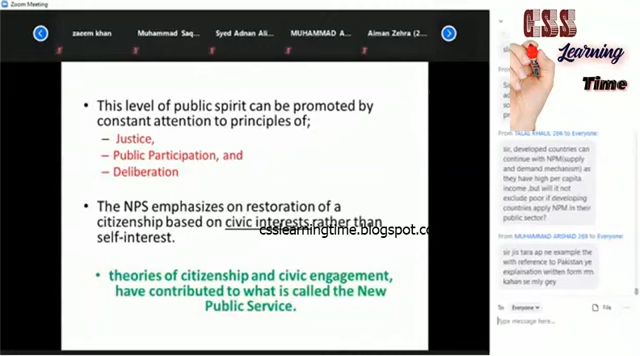 Zoom Meeting
zaeem khan
Muhammad Saq...
Syed Adnan Ali...
MUHAMMAD A...
Aiman Zehra (2...
CSS
Learning
Time
• This level of public spirit can be promoted by
constant attention to principles of;
– Justice,
– Public Participation, and
– Deliberation
• The NPS emphasizes on restoration of a
citizenship based on civic interests rather than
self-interest.
csslearningtime.blogspot.co
• theories of citizenship and civic engagement,
have contributed to what is called the New
Public Service.
to Everyone:
sir, developed countries can
continue with NPM(supply
and demand mechanism) as
they have high per capita
income ,but will it not
exclude poor if developing
countries apply NPM in their
public sector?
From MUHAMMAD ARSHAD 269 to Everyone:
sir jis tara ap ne example the
with reference to Pakistan ye
explaination written form mn
kahan se mly gey
To: Everyone
File
Type message here...